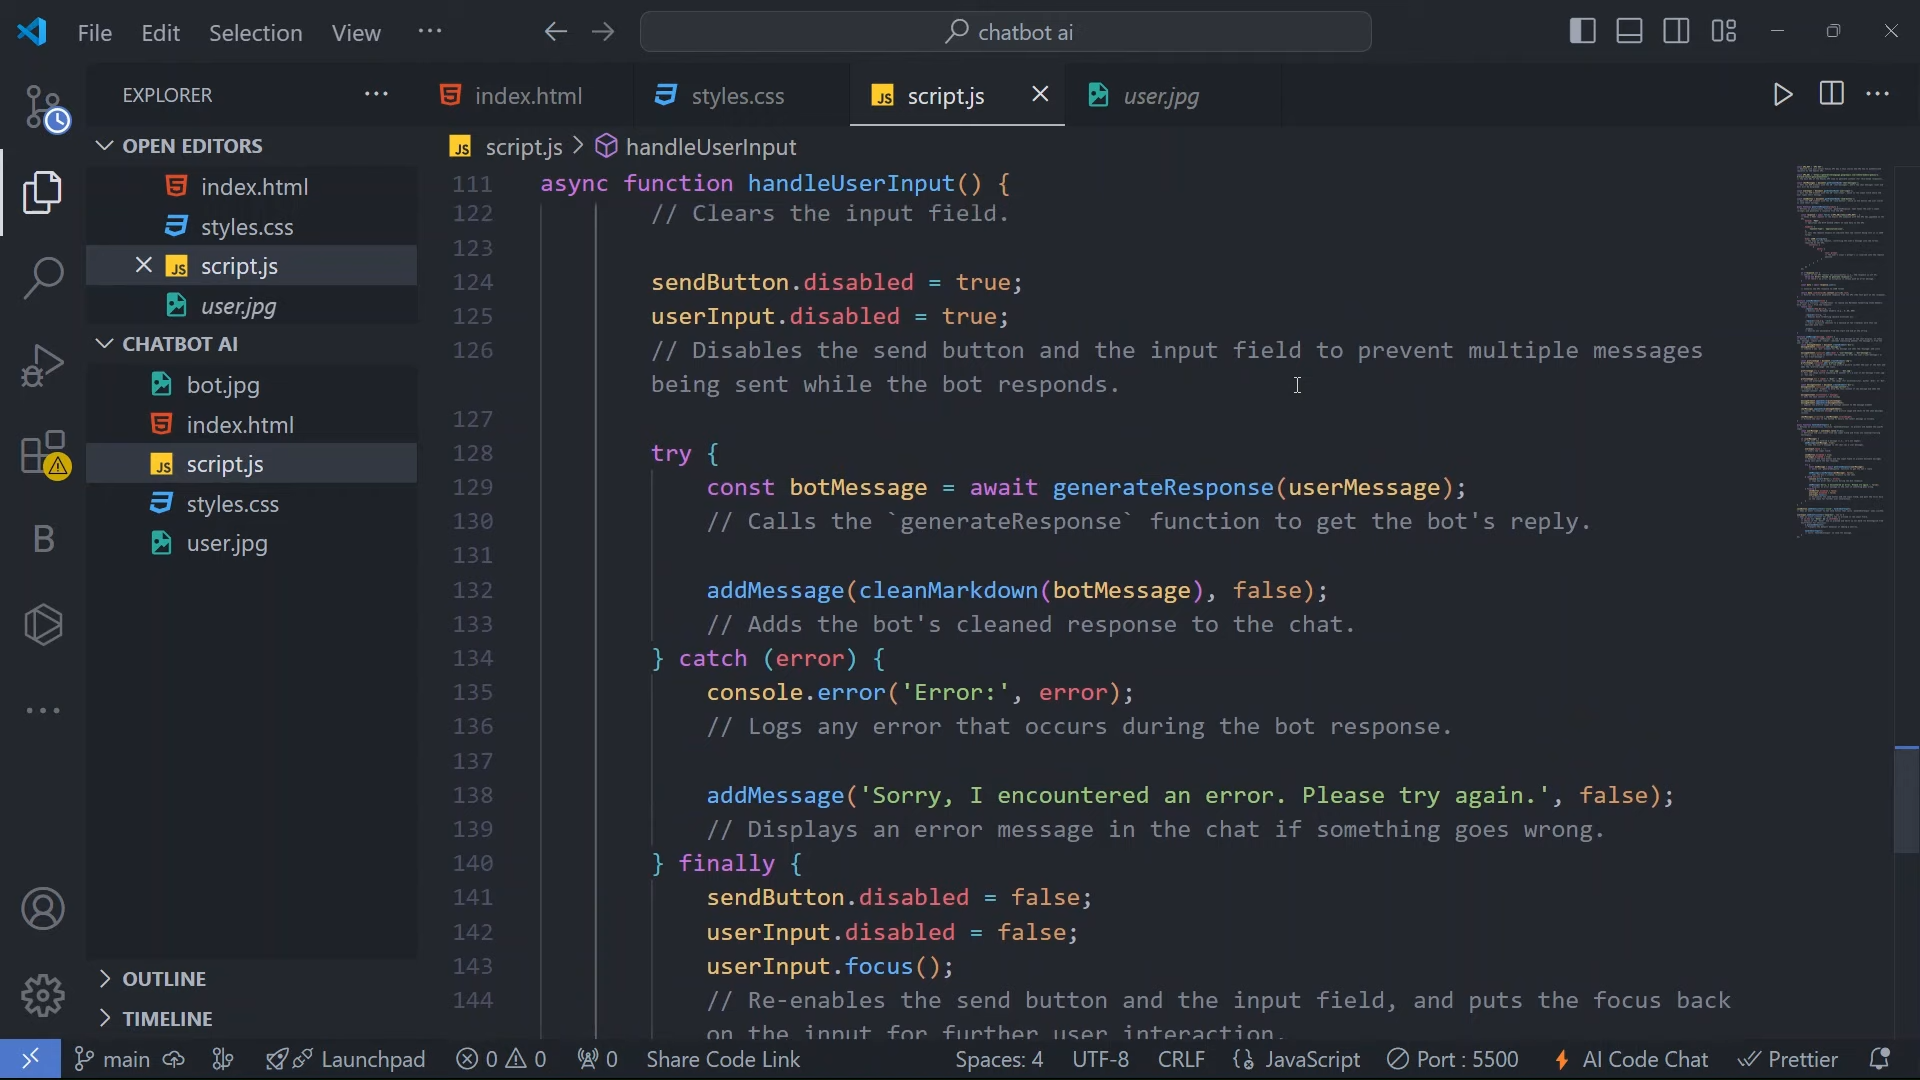 File Edit Selection View ··· ← → chatbot ai
EXPLORER ···
index.html styles.css JS script.js user.jpg
OPEN EDITORS
index.html
styles.css
JS script.js
user.jpg
CHATBOT AI
bot.jpg
index.html
JS script.js
styles.css
user.jpg
B
OUTLINE
TIMELINE
JS script.js > handleUserInput
111 async function handleUserInput() {
122 // Clears the input field.
123
124 sendButton.disabled = true;
125 userInput.disabled = true;
126 // Disables the send button and the input field to prevent multiple messages
being sent while the bot responds.
127
128 try {
129 const botMessage = await generateResponse(userMessage);
130 // Calls the `generateResponse` function to get the bot's reply.
131
132 addMessage(cleanMarkdown(botMessage), false);
133 // Adds the bot's cleaned response to the chat.
134 } catch (error) {
135 console.error('Error:', error);
136 // Logs any error that occurs during the bot response.
137
138 addMessage('Sorry, I encountered an error. Please try again.', false);
139 // Displays an error message in the chat if something goes wrong.
140 } finally {
141 sendButton.disabled = false;
142 userInput.disabled = false;
143 userInput.focus();
144 // Re-enables the send button and the input field, and puts the focus back
on the input for further user interaction.
main Launchpad 0 0 0 Share Code Link Spaces: 4 UTF-8 CRLF {} JavaScript Port : 5500 AI Code Chat Prettier